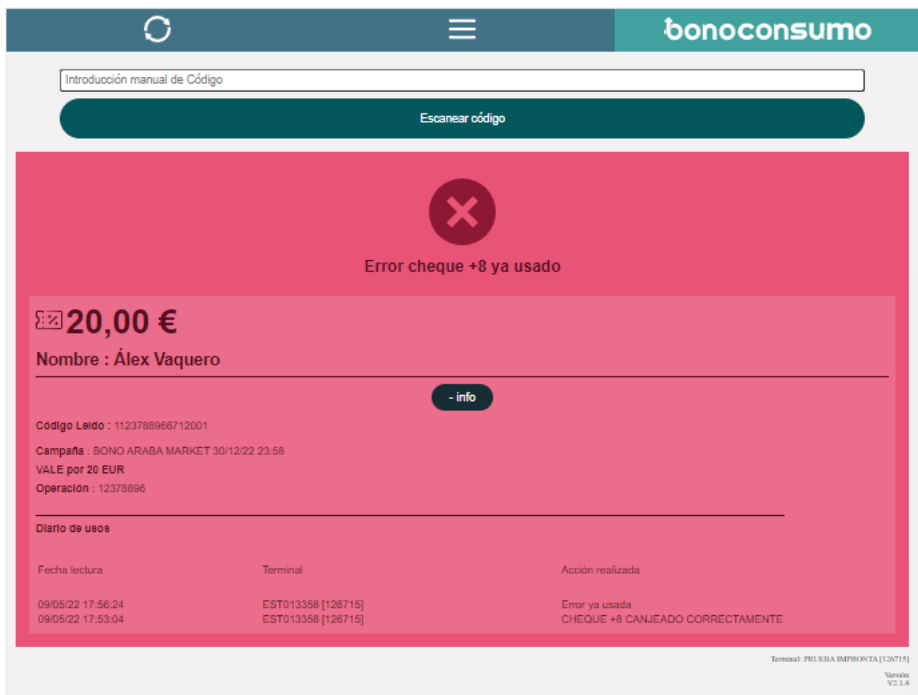 bonoconsumo
Introducción manual de Código
Escanear código
Error cheque +8 ya usado
20,00 €
Nombre : Álex Vaquero
- info
Código Leído : 1123788966712001
Campaña : BONO ARABA MARKET 30/12/22 23:58
VALE por 20 EUR
Operación : 12378896
Diario de usos
Fecha lectura Terminal Acción realizada
09/05/22 17:56:24 EST013358 [126715] Error ya usada
09/05/22 17:53:04 EST013358 [126715] CHEQUE +8 CANJEADO CORRECTAMENTE
Terminal: PRUEBA IMPRONTA [126715]
Versión
V2.1.4